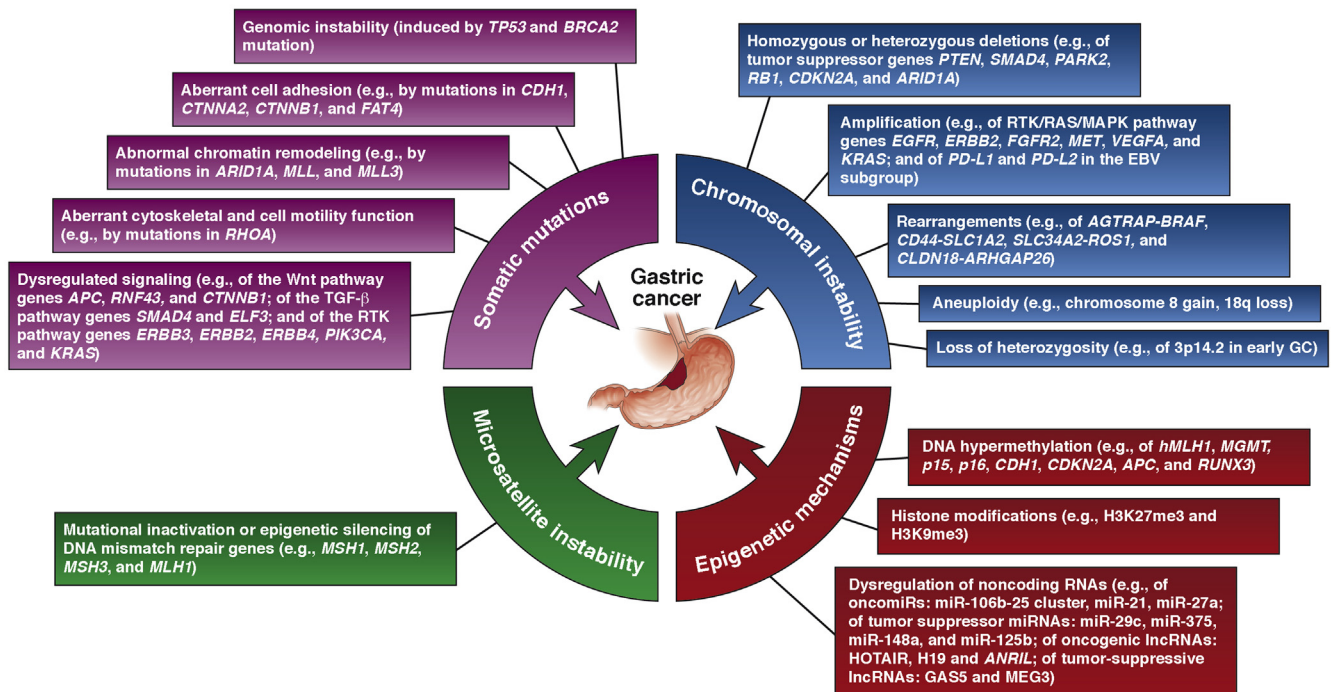 Genomic instability (induced by TP53 and BRCA2
mutation)
Aberrant cell adhesion (e.g., by mutations in CDH1,
CTNNA2, CTNNB1, and FAT4)
Abnormal chromatin remodeling (e.g., by
mutations in ARID1A, MLL, and MLL3)
Aberrant cytoskeletal and cell motility function
(e.g., by mutations in RHOA)
Dysregulated signaling (e.g., of the Wnt pathway
genes APC, RNF43, and CTNNB1; of the TGF-β
pathway genes SMAD4 and ELF3; and of the RTK
pathway genes ERBB3, ERBB2, ERBB4, PIK3CA,
and KRAS)
Somatic mutations
Homozygous or heterozygous deletions (e.g., of
tumor suppressor genes PTEN, SMAD4, PARK2,
RB1, CDKN2A, and ARID1A)
Amplification (e.g., of RTK/RAS/MAPK pathway
genes EGFR, ERBB2, FGFR2, MET, VEGFA, and
KRAS; and of PD-L1 and PD-L2 in the EBV
subgroup)
Rearrangements (e.g., of AGTRAP-BRAF,
CD44-SLC1A2, SLC34A2-ROS1, and
CLDN18-ARHGAP26)
Aneuploidy (e.g., chromosome 8 gain, 18q loss)
Loss of heterozygosity (e.g., of 3p14.2 in early GC)
Chromosomal instability
Gastric
cancer
Microsatellite instability
Mutational inactivation or epigenetic silencing of
DNA mismatch repair genes (e.g., MSH1, MSH2,
MSH3, and MLH1)
Epigenetic mechanisms
DNA hypermethylation (e.g., of hMLH1, MGMT,
p15, p16, CDH1, CDKN2A, APC, and RUNX3)
Histone modifications (e.g., H3K27me3 and
H3K9me3)
Dysregulation of noncoding RNAs (e.g., of
oncomiRs: miR-106b-25 cluster, miR-21, miR-27a;
of tumor suppressor miRNAs: miR-29c, miR-375,
miR-148a, and miR-125b; of oncogenic lncRNAs:
HOTAIR, H19 and ANRIL; of tumor-suppressive
lncRNAs: GAS5 and MEG3)